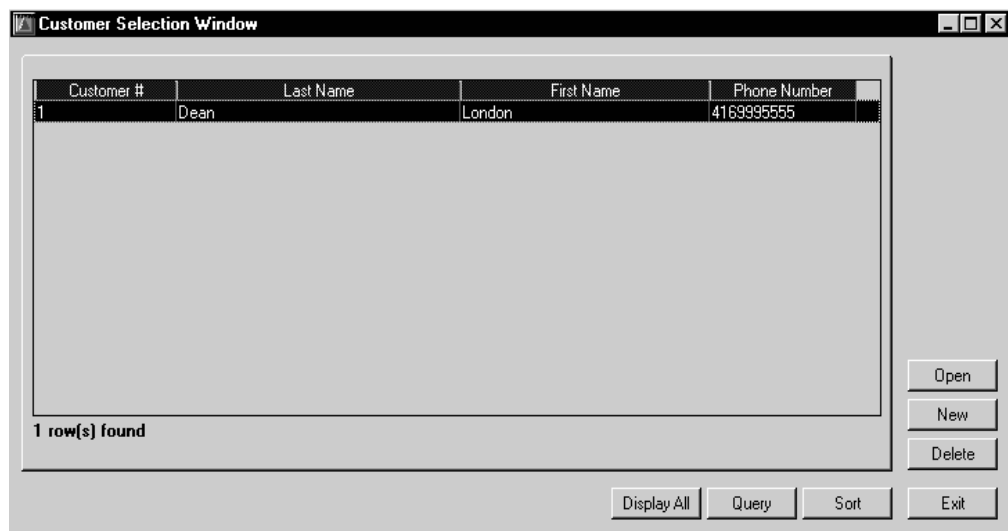 Customer Selection Window
Customer # Last Name First Name Phone Number
1 Dean London 4169995555
1 row(s) found
Open
New
Delete
Display All Query Sort Exit